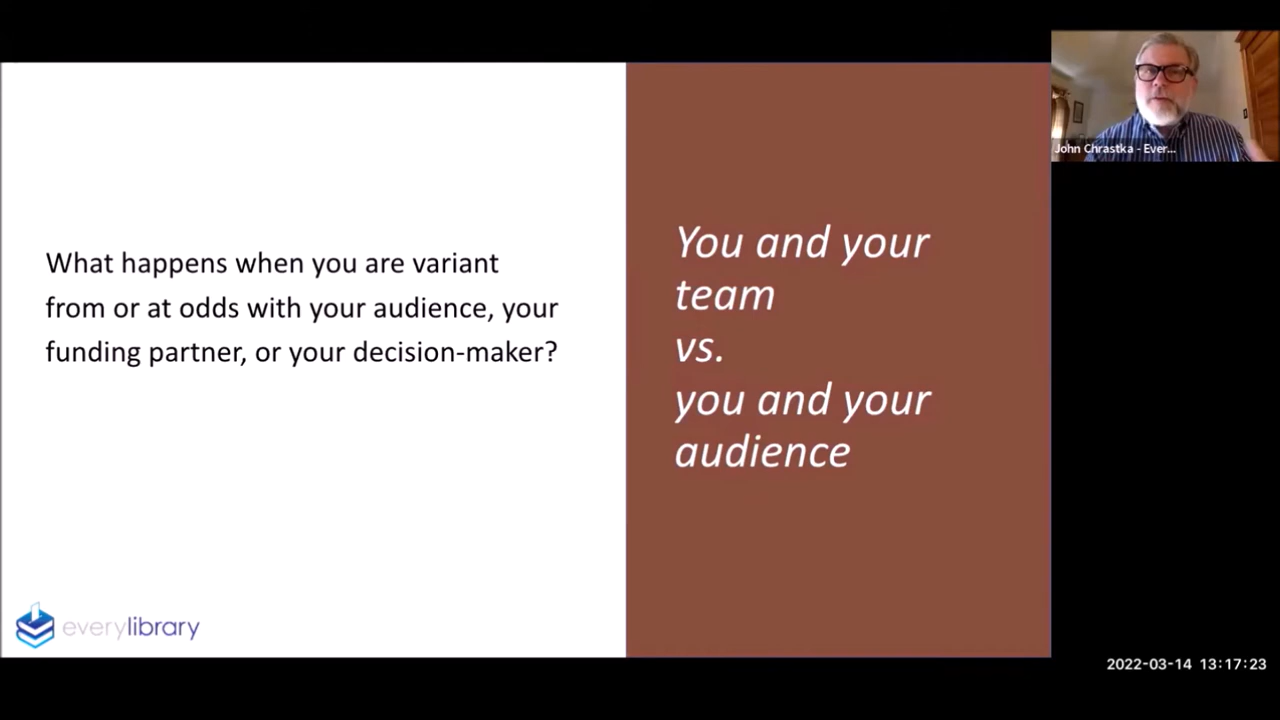 What happens when you are variant
from or at odds with your audience, your
funding partner, or your decision-maker?
You and your
team
vs.
you and your
audience
everylibrary
John Chrastka - Ever...
2022-03-14 13:17:23